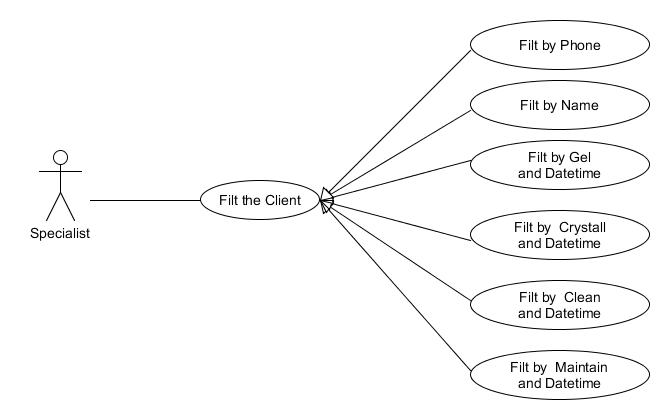 Filt by Phone
Filt by Name
Filt by Gel
and Datetime
Filt the Client
Specialist
Filt by  Crystall
and Datetime
Filt by  Clean
and Datetime
Filt by  Maintain
and Datetime